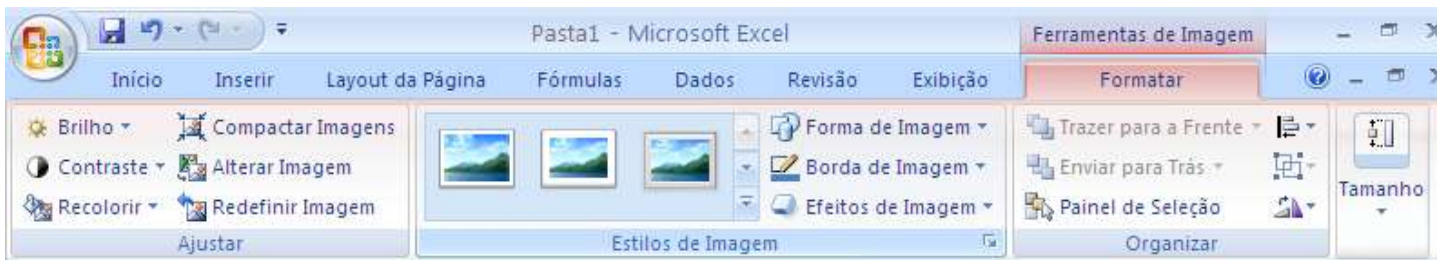 Pasta1 - Microsoft Excel
Ferramentas de Imagem
Início Inserir Layout da Página Fórmulas Dados Revisão Exibição Formatar
Brilho Compactar Imagens Forma de Imagem Trazer para a Frente
Contraste Alterar Imagem Borda de Imagem Enviar para Trás
Recolorir Redefinir Imagem Efeitos de Imagem Painel de Seleção Tamanho
Ajustar Estilos de Imagem Organizar